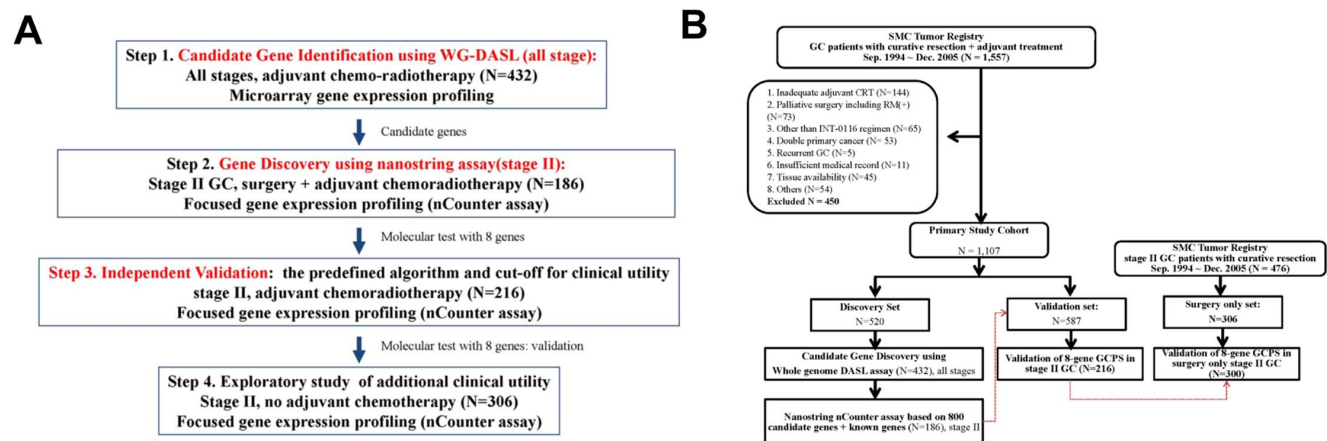 A
Step 1. Candidate Gene Identification using WG-DASL (all stage):
All stages, adjuvant chemo-radiotherapy (N=432)
Microarray gene expression profiling
Candidate genes
Step 2. Gene Discovery using nanostring assay(stage II):
Stage II GC, surgery + adjuvant chemoradiotherapy (N=186)
Focused gene expression profiling (nCounter assay)
Molecular test with 8 genes
Step 3. Independent Validation: the predefined algorithm and cut-off for clinical utility
stage II, adjuvant chemoradiotherapy (N=216)
Focused gene expression profiling (nCounter assay)
Molecular test with 8 genes: validation
Step 4. Exploratory study of additional clinical utility
Stage II, no adjuvant chemotherapy (N=306)
Focused gene expression profiling (nCounter assay)
B
SMC Tumor Registry
GC patients with curative resection + adjuvant treatment
Sep. 1994 ~ Dec. 2005 (N = 1,557)
1. Inadequate adjuvant CRT (N=144)
2. Palliative surgery including RM(+)
(N=73)
3. Other than INT-0116 regimen (N=65)
4. Double primary cancer (N= 53)
5. Recurrent GC (N=5)
6. Insufficient medical record (N=11)
7. Tissue availability (N=45)
8. Others (N=54)
Excluded N = 450
Primary Study Cohort
N = 1,107
SMC Tumor Registry
stage II GC patients with curative resection
Sep. 1994 ~ Dec. 2005 (N = 476)
Discovery Set
N=520
Validation set:
N=587
Surgery only set:
N=306
Candidate Gene Discovery using
Whole genome DASL assay (N=432), all stages
Validation of 8-gene GCPS in
stage II GC (N=216)
Validation of 8-gene GCPS in
surgery only stage II GC
(N=300)
Nanostring nCounter assay based on 800
candidate genes + known genes (N=186), stage II